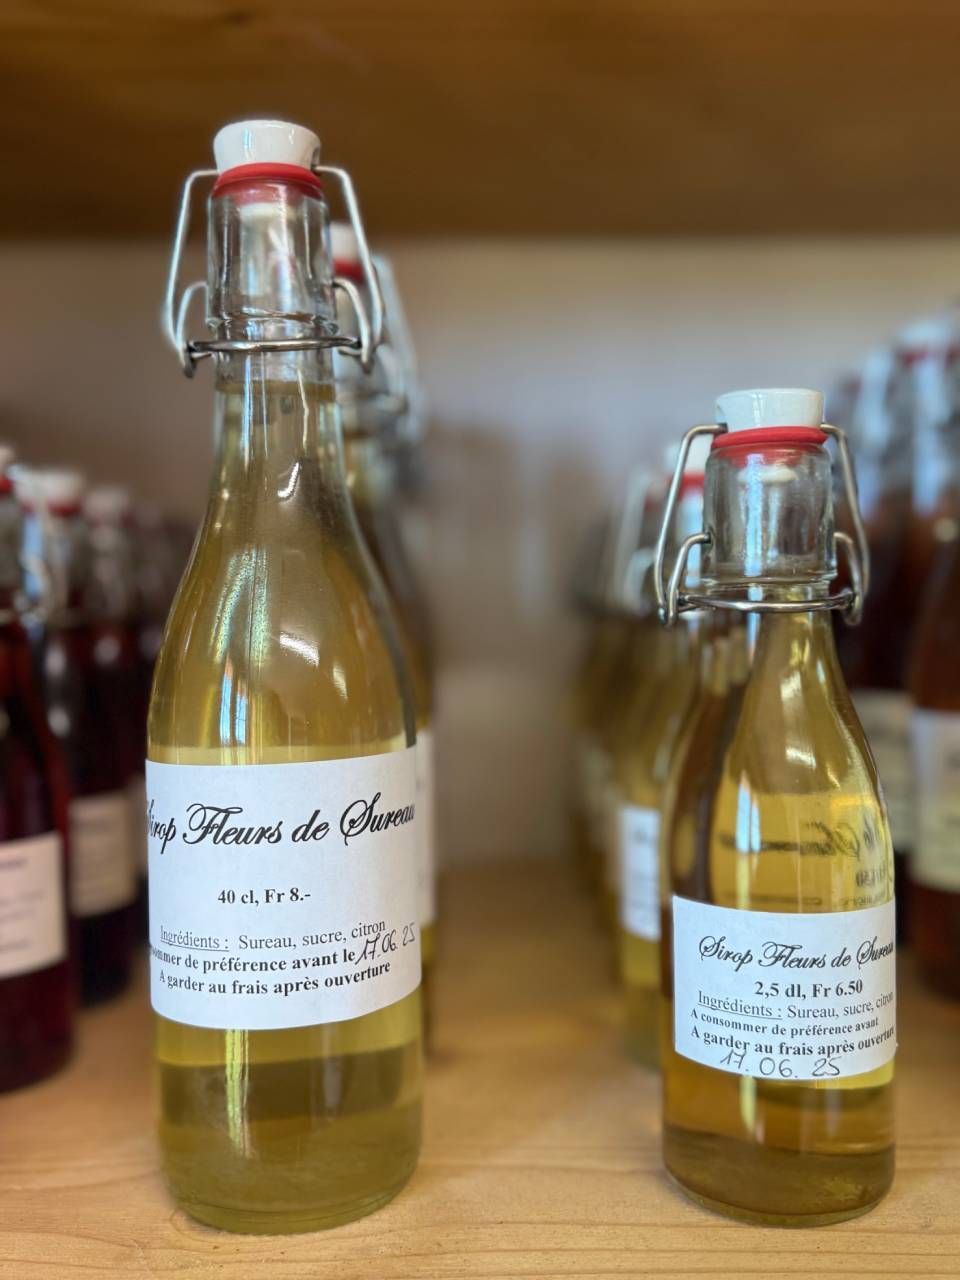 Sirop Fleurs de Sureau
40 cl, Fr 8.-
Ingrédients : Sureau, sucre, citron
consommer de préférence avant le 17.06.25
A garder au frais après ouverture
Sirop Fleurs de Sureau
2,5 dl, Fr 6.50
Ingrédients : Sureau, sucre, citron
A consommer de préférence avant
A garder au frais après ouverture
17.06.25